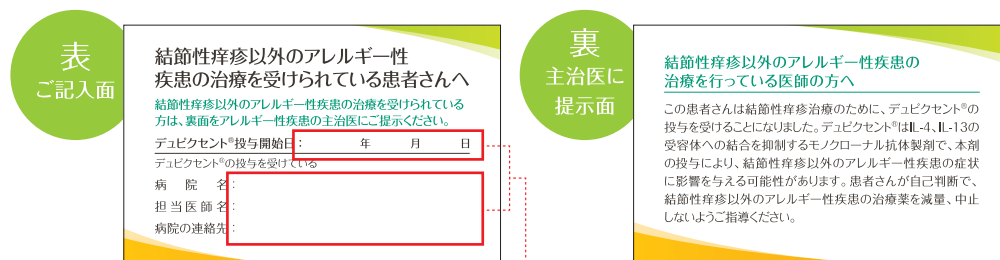 表
ご記入面
結節性痒疹以外のアレルギー性
疾患の治療を受けられている患者さんへ
結節性痒疹以外のアレルギー性疾患の治療を受けられている
方は、裏面をアレルギー性疾患の主治医にご提示ください。
デュピクセント®投与開始日： 年 月 日
デュピクセント®の投与を受けている
病院名：
担当医師名：
病院の連絡先：
裏
主治医に
提示面
結節性痒疹以外のアレルギー性疾患の
治療を行っている医師の方へ
この患者さんは結節性痒疹治療のために、デュピクセント®の
投与を受けることになりました。デュピクセント®はIL-4、IL-13の
受容体への結合を抑制するモノクローナル抗体製剤で、本剤
の投与により、結節性痒疹以外のアレルギー性疾患の症状
に影響を与える可能性があります。患者さんが自己判断で、
結節性痒疹以外のアレルギー性疾患の治療薬を減量、中止
しないようご指導ください。